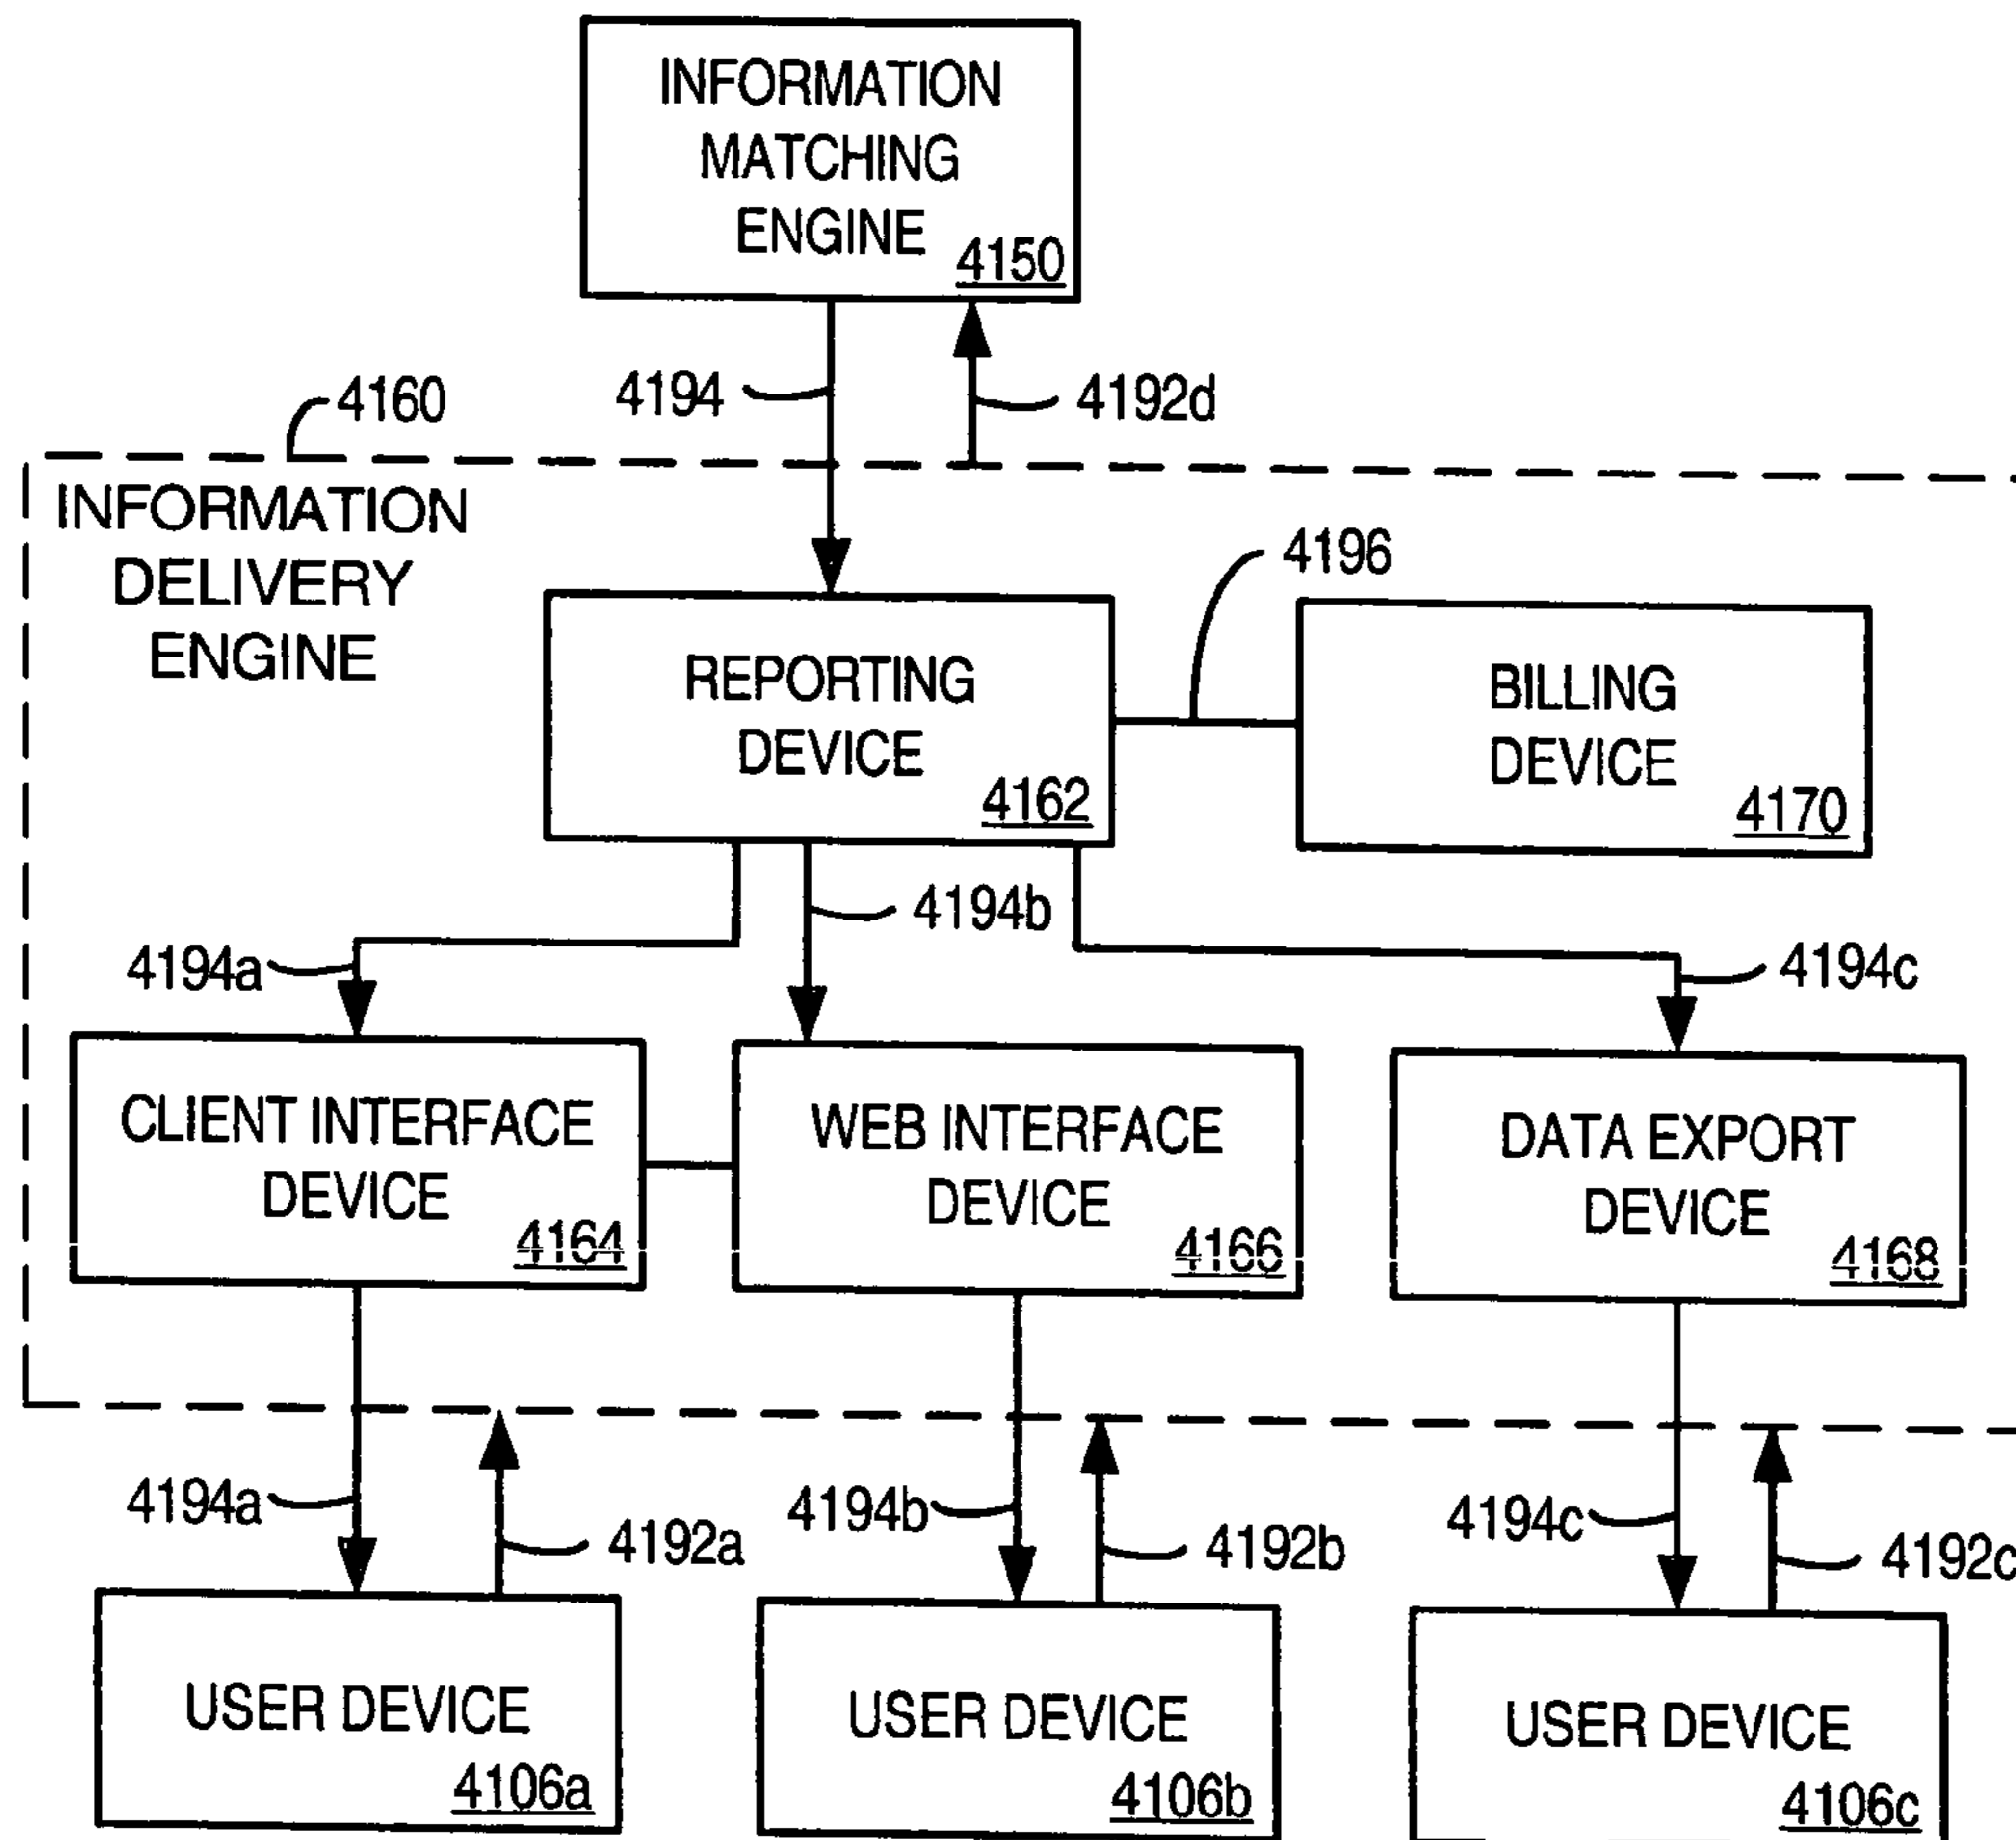 INFORMATION
MATCHING
ENGINE
4150
4194
4192d
4160
INFORMATION
DELIVERY
ENGINE
4196
REPORTING
DEVICE
4162
BILLING
DEVICE
4170
4194b
4194a
4194c
CLIENT INTERFACE
DEVICE
4164
WEB INTERFACE
DEVICE
4166
DATA EXPORT
DEVICE
4168
4194a
4192a
4194b
4192b
4194c
4192c
USER DEVICE
4106a
USER DEVICE
4106b
USER DEVICE
4106c